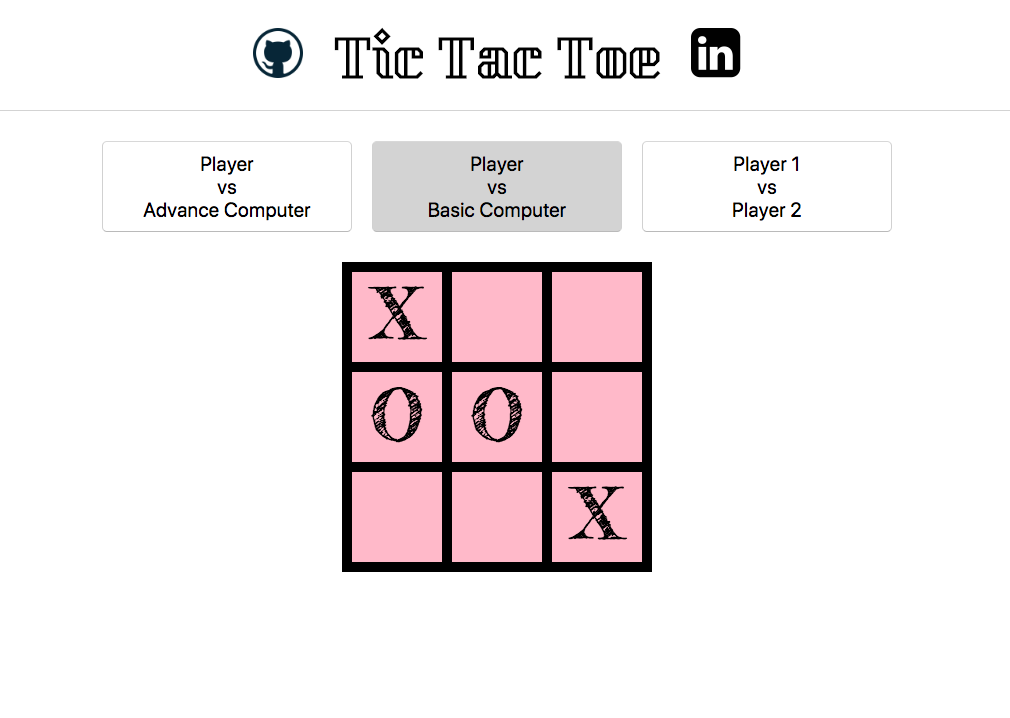 Tic Tac Toe in
Player
vs
Advance Computer
Player
vs
Basic Computer
Player 1
vs
Player 2
X
O O
X